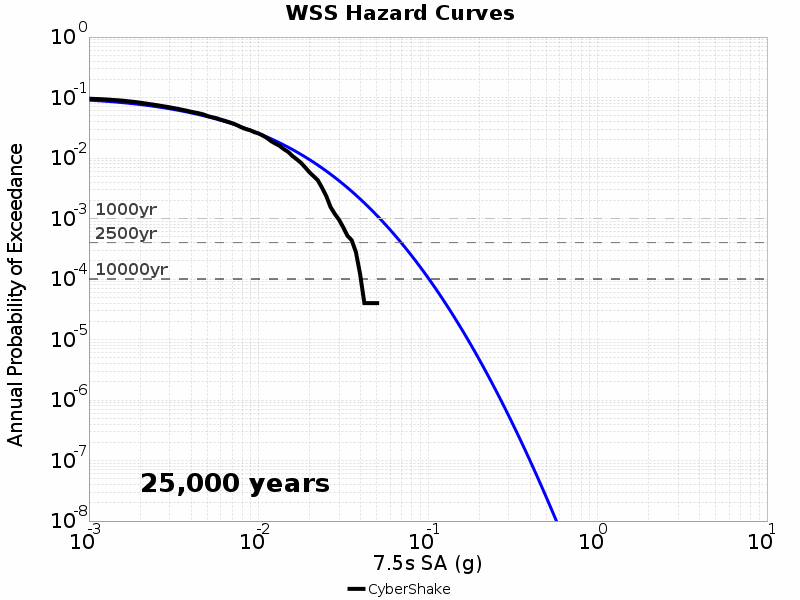 WSS Hazard Curves
Annual Probability of Exceedance
10^0
10^-1
10^-2
10^-3
10^-4
10^-5
10^-6
10^-7
10^-8
1000yr
2500yr
10000yr
25,000 years
10^-3 10^-2 10^-1 10^0 10^1
7.5s SA (g)
CyberShake